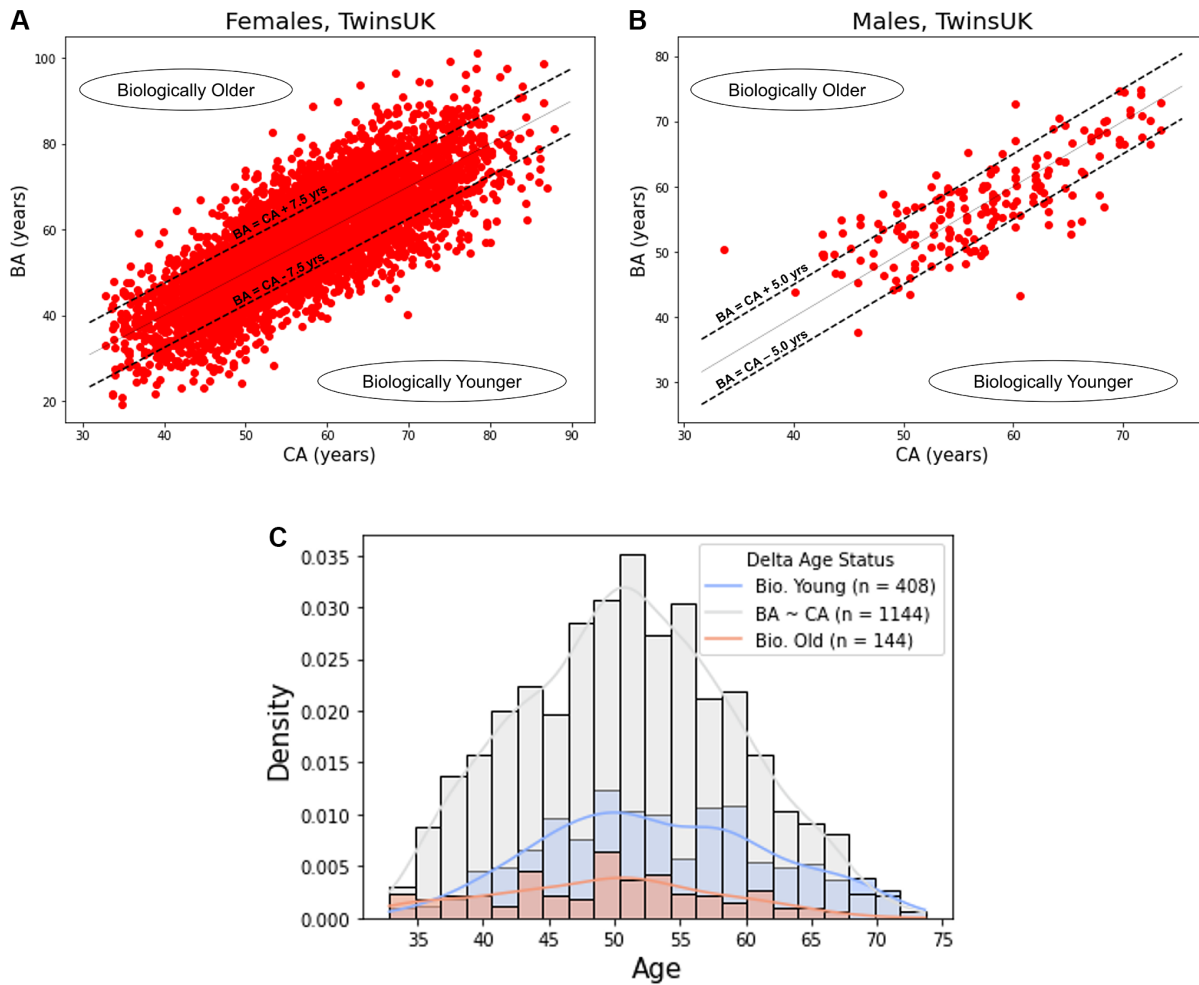 A
Females, TwinsUK
BA (years)
100
80
60
40
20
Biologically Older
BA = CA + 7.5 yrs
BA = CA - 7.5 yrs
Biologically Younger
30 40 50 60 70 80 90
CA (years)
B
Males, TwinsUK
BA (years)
80
70
60
50
40
30
Biologically Older
BA = CA + 5.0 yrs
BA = CA – 5.0 yrs
Biologically Younger
30 40 50 60 70
CA (years)
C
Density
0.035
0.030
0.025
0.020
0.015
0.010
0.005
0.000
Delta Age Status
Bio. Young (n = 408)
BA ~ CA (n = 1144)
Bio. Old (n = 144)
35 40 45 50 55 60 65 70 75
Age